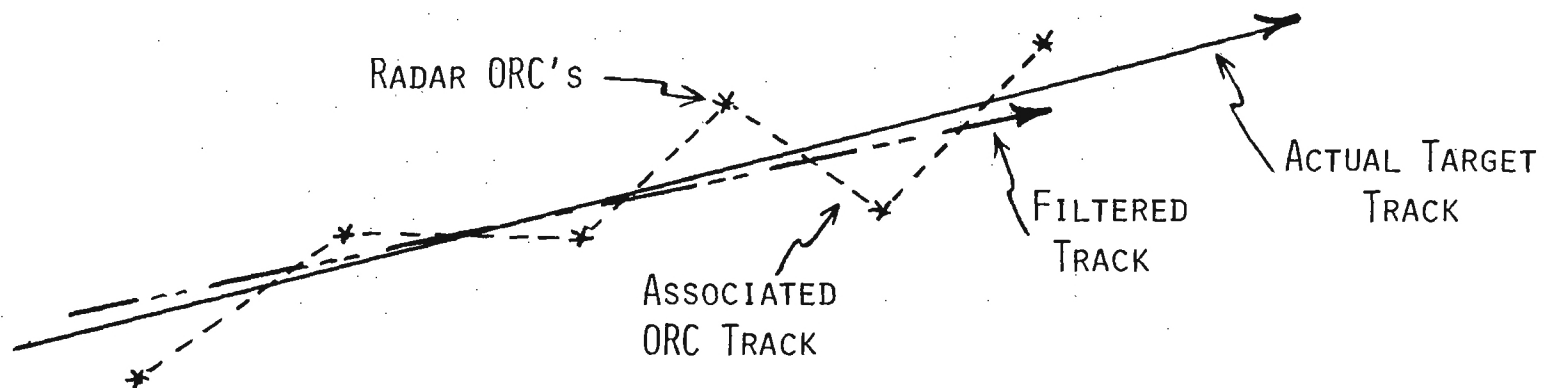 RADAR ORC'S
ACTUAL TARGET
TRACK
FILTERED
TRACK
ASSOCIATED
ORC TRACK